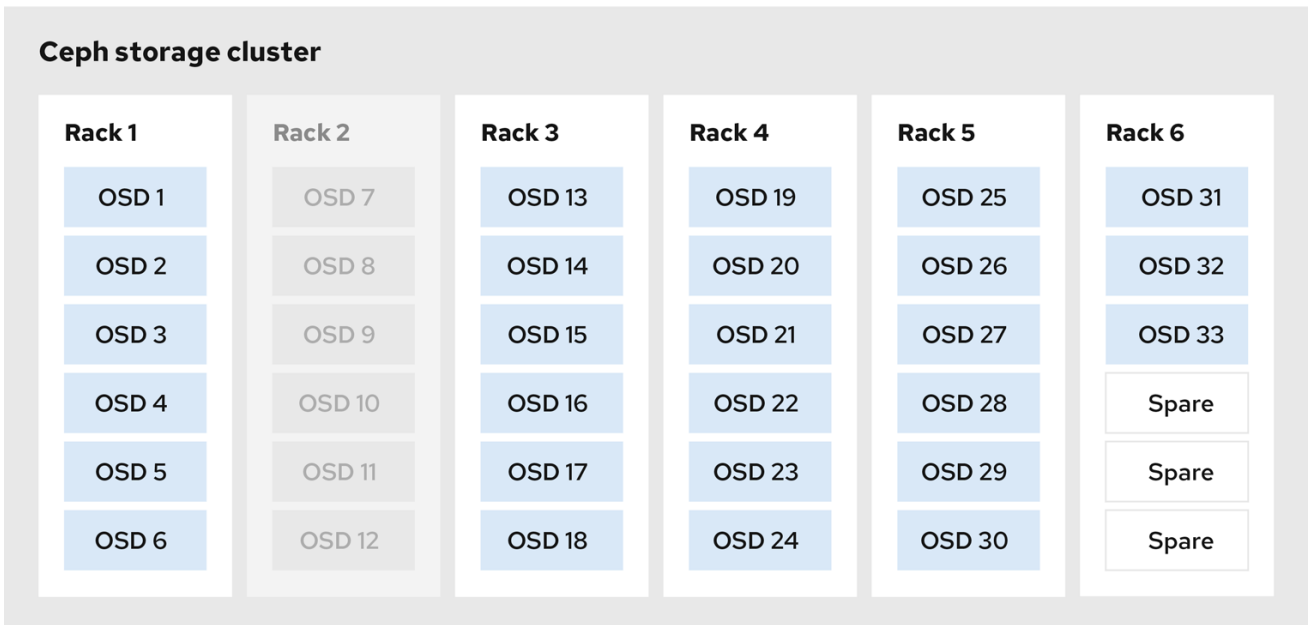 Ceph storage cluster
Rack 1
OSD 1
OSD 2
OSD 3
OSD 4
OSD 5
OSD 6
Rack 2
OSD 7
OSD 8
OSD 9
OSD 10
OSD 11
OSD 12
Rack 3
OSD 13
OSD 14
OSD 15
OSD 16
OSD 17
OSD 18
Rack 4
OSD 19
OSD 20
OSD 21
OSD 22
OSD 23
OSD 24
Rack 5
OSD 25
OSD 26
OSD 27
OSD 28
OSD 29
OSD 30
Rack 6
OSD 31
OSD 32
OSD 33
Spare
Spare
Spare